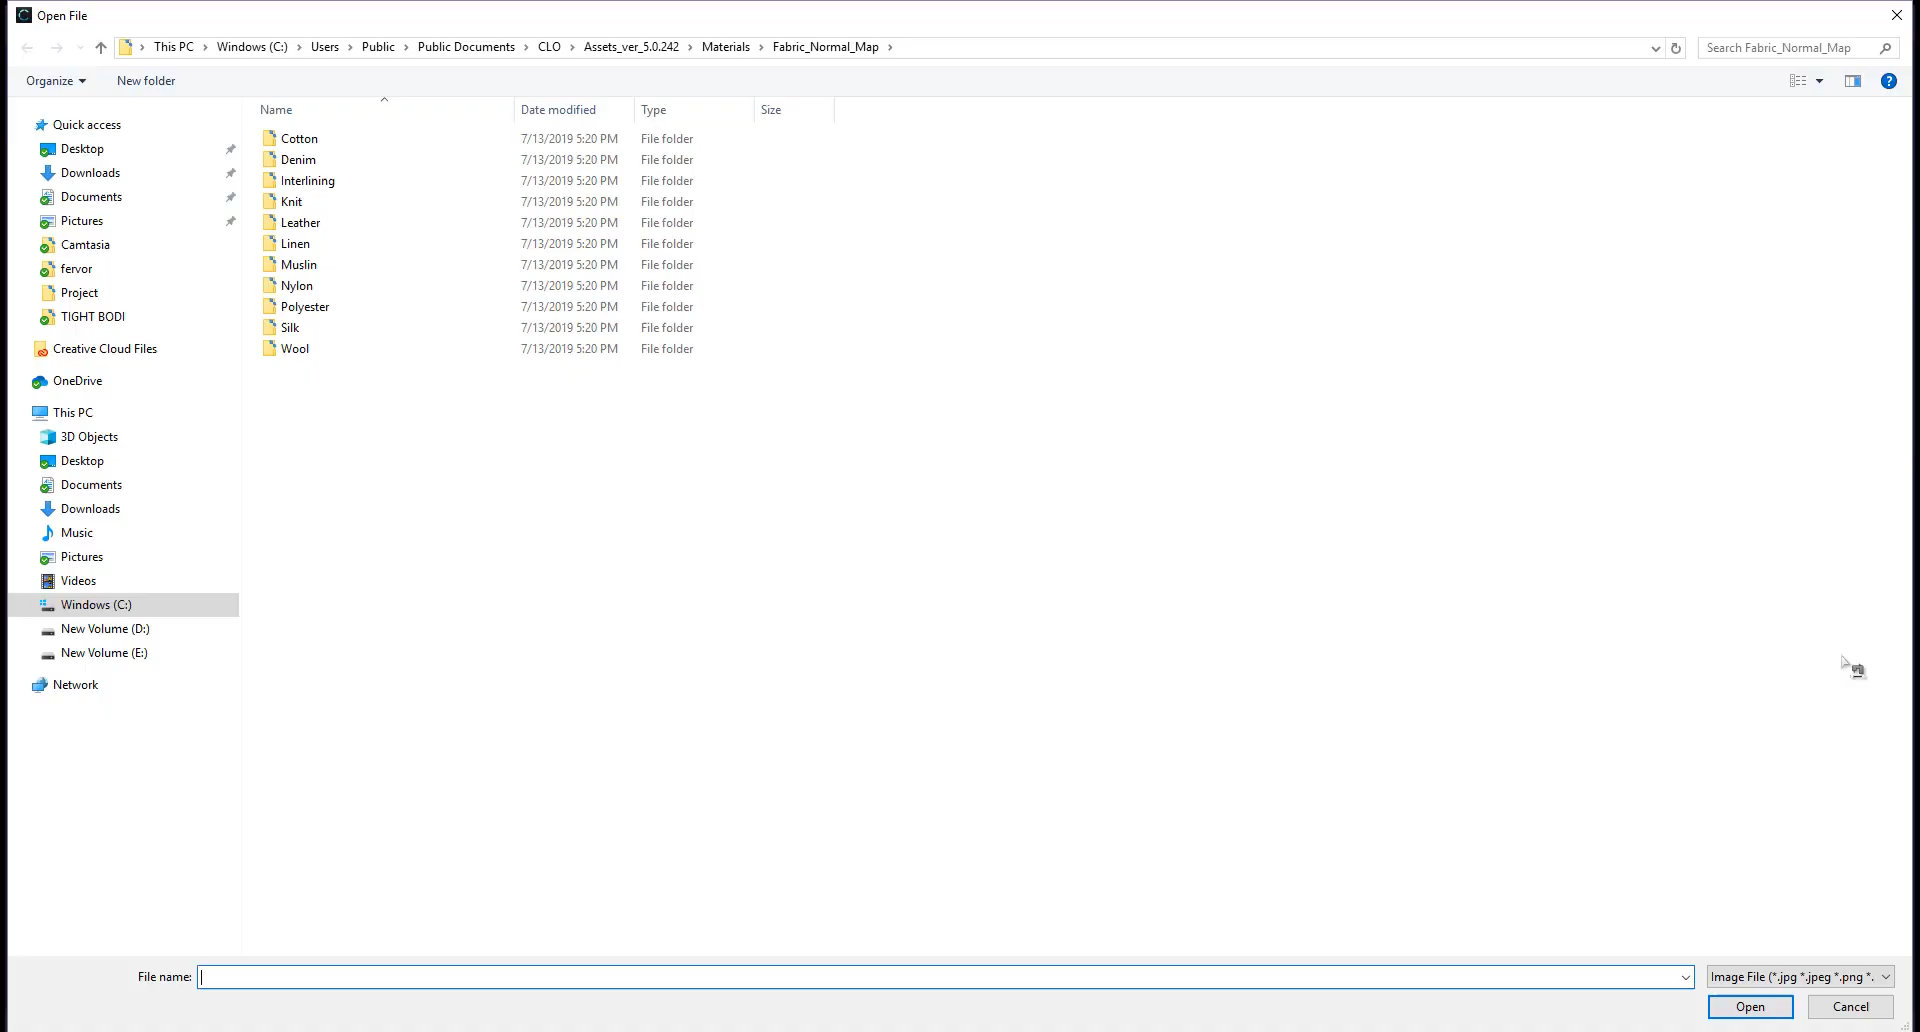 Open File
This PC > Windows (C:) > Users > Public > Public Documents > CLO > Assets_ver_5.0.242 > Materials > Fabric_Normal_Map >
Search Fabric_Normal_Map
Organize New folder
Name Date modified Type Size
Quick access
Desktop
Downloads
Documents
Pictures
Camtasia
fervor
Project
TIGHT BODI
Creative Cloud Files
OneDrive
This PC
3D Objects
Desktop
Documents
Downloads
Music
Pictures
Videos
Windows (C:)
New Volume (D:)
New Volume (E:)
Network
Cotton 7/13/2019 5:20 PM File folder
Denim 7/13/2019 5:20 PM File folder
Interlining 7/13/2019 5:20 PM File folder
Knit 7/13/2019 5:20 PM File folder
Leather 7/13/2019 5:20 PM File folder
Linen 7/13/2019 5:20 PM File folder
Muslin 7/13/2019 5:20 PM File folder
Nylon 7/13/2019 5:20 PM File folder
Polyester 7/13/2019 5:20 PM File folder
Silk 7/13/2019 5:20 PM File folder
Wool 7/13/2019 5:20 PM File folder
File name:
Image File (*.jpg *.jpeg *.png *.
Open Cancel